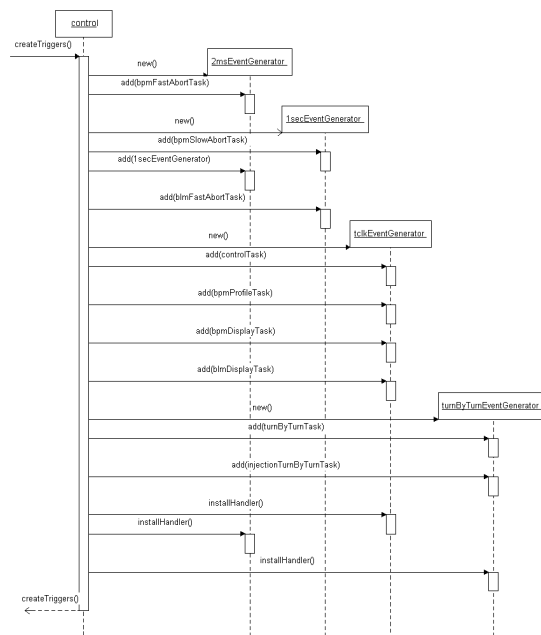 control
createTriggers()
new()
2msEventGenerator
add(bpmFastAbortTask)
new()
1secEventGenerator
add(bpmSlowAbortTask)
add(1secEventGenerator)
add(blmFastAbortTask)
new()
tclkEventGenerator
add(controlTask)
add(bpmProfileTask)
add(bpmDisplayTask)
add(blmDisplayTask)
new()
turnByTurnEventGenerator
add(turnByTurnTask)
add(injectionTurnByTurnTask)
installHandler()
installHandler()
installHandler()
createTriggers()